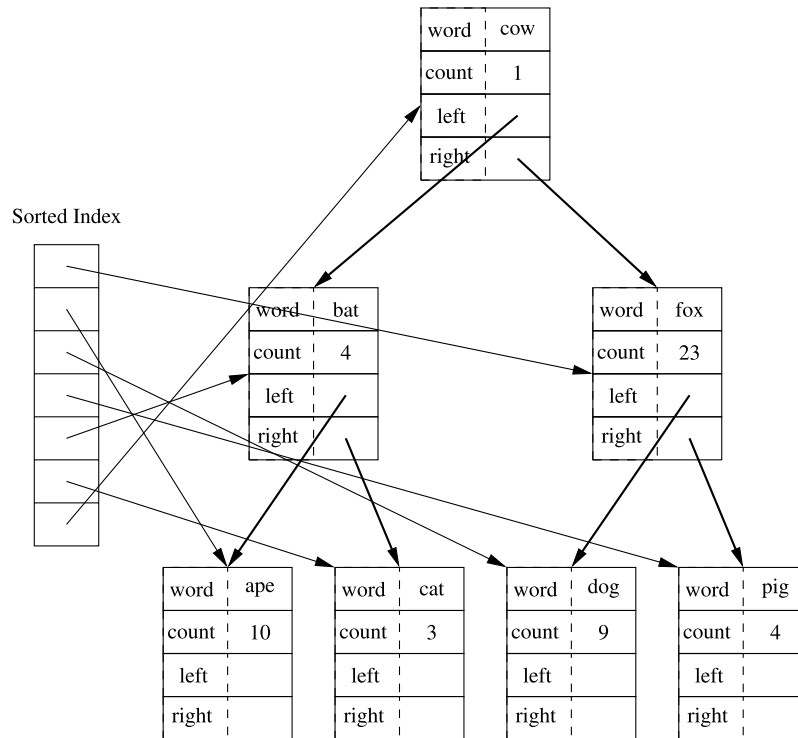 word cow
count 1
left
right
Sorted Index
word bat
count 4
left
right
word fox
count 23
left
right
word ape
count 10
left
right
word cat
count 3
left
right
word dog
count 9
left
right
word pig
count 4
left
right